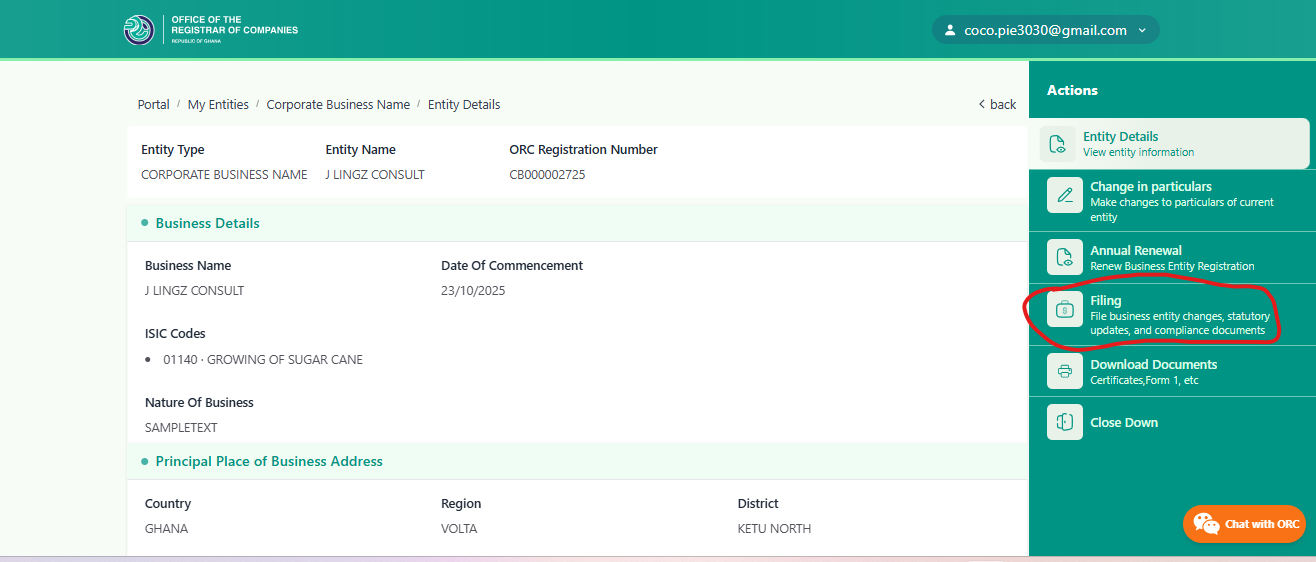 OFFICE OF THE
REGISTRAR OF COMPANIES
REPUBLIC OF GHANA
coco.pie3030@gmail.com
Portal / My Entities / Corporate Business Name / Entity Details
< back
Entity Type Entity Name ORC Registration Number
CORPORATE BUSINESS NAME J LINGZ CONSULT CB000002725
Business Details
Business Name Date Of Commencement
J LINGZ CONSULT 23/10/2025
ISIC Codes
• 01140 · GROWING OF SUGAR CANE
Nature Of Business
SAMPLETEXT
Principal Place of Business Address
Country Region District
GHANA VOLTA KETU NORTH
Actions
Entity Details
View entity information
Change in particulars
Make changes to particulars of current
entity
Annual Renewal
Renew Business Entity Registration
Filing
File business entity changes, statutory
updates, and compliance documents
Download Documents
Certificates,Form 1, etc
Close Down
Chat with ORC